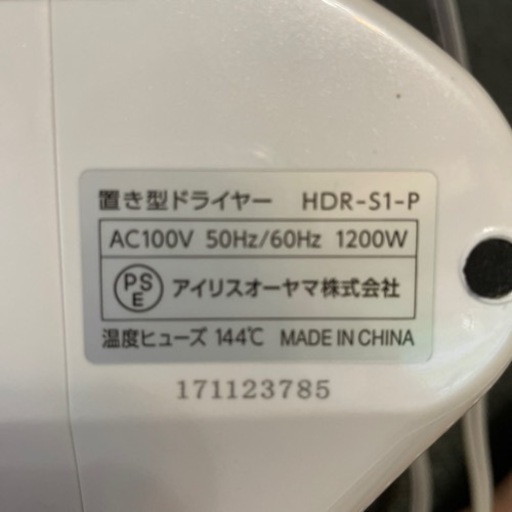 置き型ドライヤー HDR-S1-P
AC100V 50Hz/60Hz 1200W
PSE アイリスオーヤマ株式会社
温度ヒューズ 144℃ MADE IN CHINA
171123785